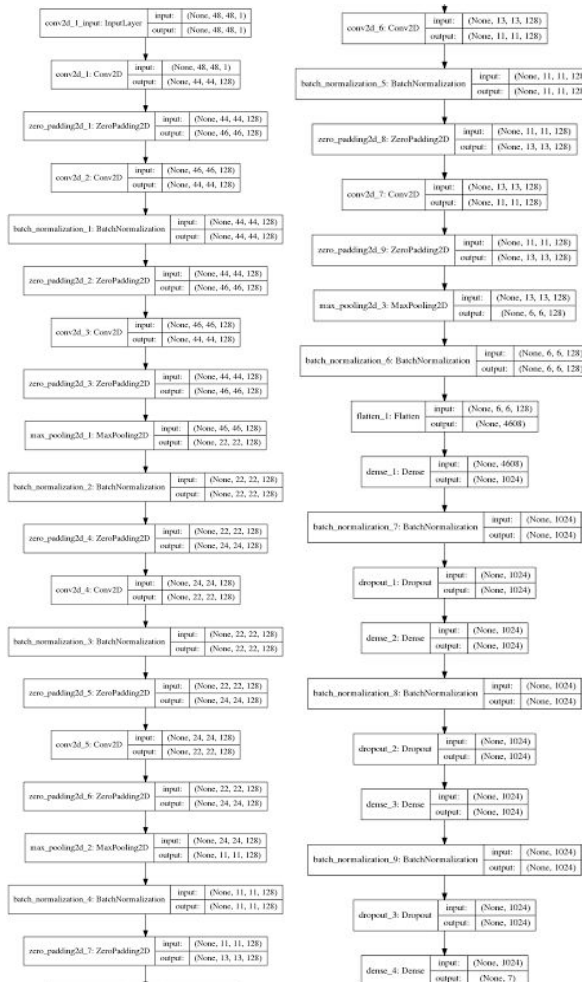 conv2d_1_input: InputLayer input: (None, 48, 48, 1)
output: (None, 48, 48, 1)
conv2d_1: Conv2D input: (None, 48, 48, 1)
output: (None, 44, 44, 128)
zero_padding2d_1: ZeroPadding2D input: (None, 44, 44, 128)
output: (None, 46, 46, 128)
conv2d_2: Conv2D input: (None, 46, 46, 128)
output: (None, 44, 44, 128)
batch_normalization_1: BatchNormalization input: (None, 44, 44, 128)
output: (None, 44, 44, 128)
zero_padding2d_2: ZeroPadding2D input: (None, 44, 44, 128)
output: (None, 46, 46, 128)
conv2d_3: Conv2D input: (None, 46, 46, 128)
output: (None, 44, 44, 128)
zero_padding2d_3: ZeroPadding2D input: (None, 44, 44, 128)
output: (None, 46, 46, 128)
max_pooling2d_1: MaxPooling2D input: (None, 46, 46, 128)
output: (None, 22, 22, 128)
batch_normalization_2: BatchNormalization input: (None, 22, 22, 128)
output: (None, 22, 22, 128)
zero_padding2d_4: ZeroPadding2D input: (None, 22, 22, 128)
output: (None, 24, 24, 128)
conv2d_4: Conv2D input: (None, 24, 24, 128)
output: (None, 22, 22, 128)
batch_normalization_3: BatchNormalization input: (None, 22, 22, 128)
output: (None, 22, 22, 128)
zero_padding2d_5: ZeroPadding2D input: (None, 22, 22, 128)
output: (None, 24, 24, 128)
conv2d_5: Conv2D input: (None, 24, 24, 128)
output: (None, 22, 22, 128)
zero_padding2d_6: ZeroPadding2D input: (None, 22, 22, 128)
output: (None, 24, 24, 128)
max_pooling2d_2: MaxPooling2D input: (None, 24, 24, 128)
output: (None, 11, 11, 128)
batch_normalization_4: BatchNormalization input: (None, 11, 11, 128)
output: (None, 11, 11, 128)
zero_padding2d_7: ZeroPadding2D input: (None, 11, 11, 128)
output: (None, 13, 13, 128)
conv2d_6: Conv2D input: (None, 13, 13, 128)
output: (None, 11, 11, 128)
batch_normalization_5: BatchNormalization input: (None, 11, 11, 128
output: (None, 11, 11, 128
zero_padding2d_8: ZeroPadding2D input: (None, 11, 11, 128)
output: (None, 13, 13, 128)
conv2d_7: Conv2D input: (None, 13, 13, 128)
output: (None, 11, 11, 128)
zero_padding2d_9: ZeroPadding2D input: (None, 11, 11, 128)
output: (None, 13, 13, 128)
max_pooling2d_3: MaxPooling2D input: (None, 13, 13, 128)
output: (None, 6, 6, 128)
batch_normalization_6: BatchNormalization input: (None, 6, 6, 128)
output: (None, 6, 6, 128)
flatten_1: Flatten input: (None, 6, 6, 128)
output: (None, 4608)
dense_1: Dense input: (None, 4608)
output: (None, 1024)
batch_normalization_7: BatchNormalization input: (None, 1024)
output: (None, 1024)
dropout_1: Dropout input: (None, 1024)
output: (None, 1024)
dense_2: Dense input: (None, 1024)
output: (None, 1024)
batch_normalization_8: BatchNormalization input: (None, 1024)
output: (None, 1024)
dropout_2: Dropout input: (None, 1024)
output: (None, 1024)
dense_3: Dense input: (None, 1024)
output: (None, 1024)
batch_normalization_9: BatchNormalization input: (None, 1024)
output: (None, 1024)
dropout_3: Dropout input: (None, 1024)
output: (None, 1024)
dense_4: Dense input: (None, 1024)
output: (None, 7)